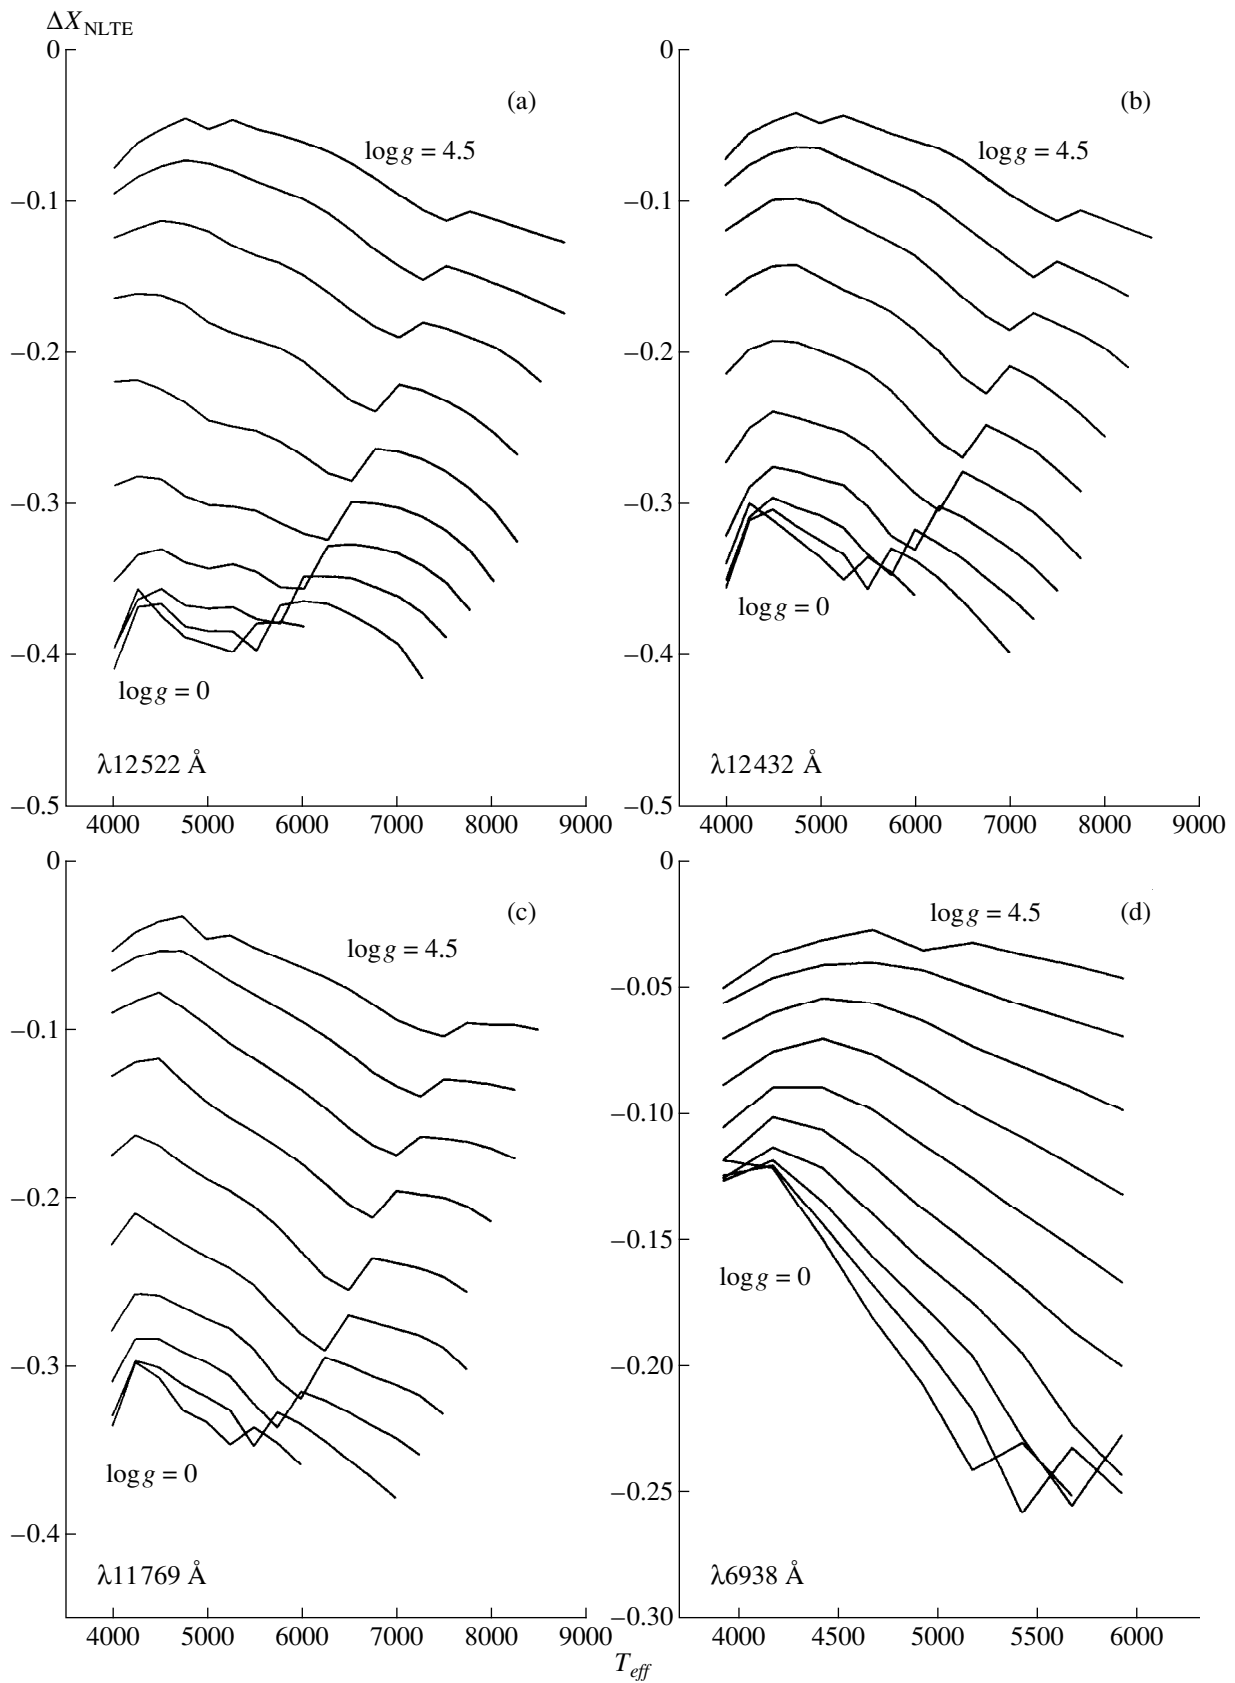 ΔX_NLTE
0
−0.1
−0.2
−0.3
−0.4
−0.5
4000 5000 6000 7000 8000 9000
(a)
log g = 4.5
log g = 0
λ12522 Å
0
−0.1
−0.2
−0.3
−0.4
−0.5
4000 5000 6000 7000 8000 9000
(b)
log g = 4.5
log g = 0
λ12432 Å
0
−0.1
−0.2
−0.3
−0.4
4000 5000 6000 7000 8000 9000
(c)
log g = 4.5
log g = 0
λ11769 Å
0
−0.05
−0.10
−0.15
−0.20
−0.25
−0.30
4000 4500 5000 5500 6000
(d)
log g = 4.5
log g = 0
λ6938 Å
T_eff